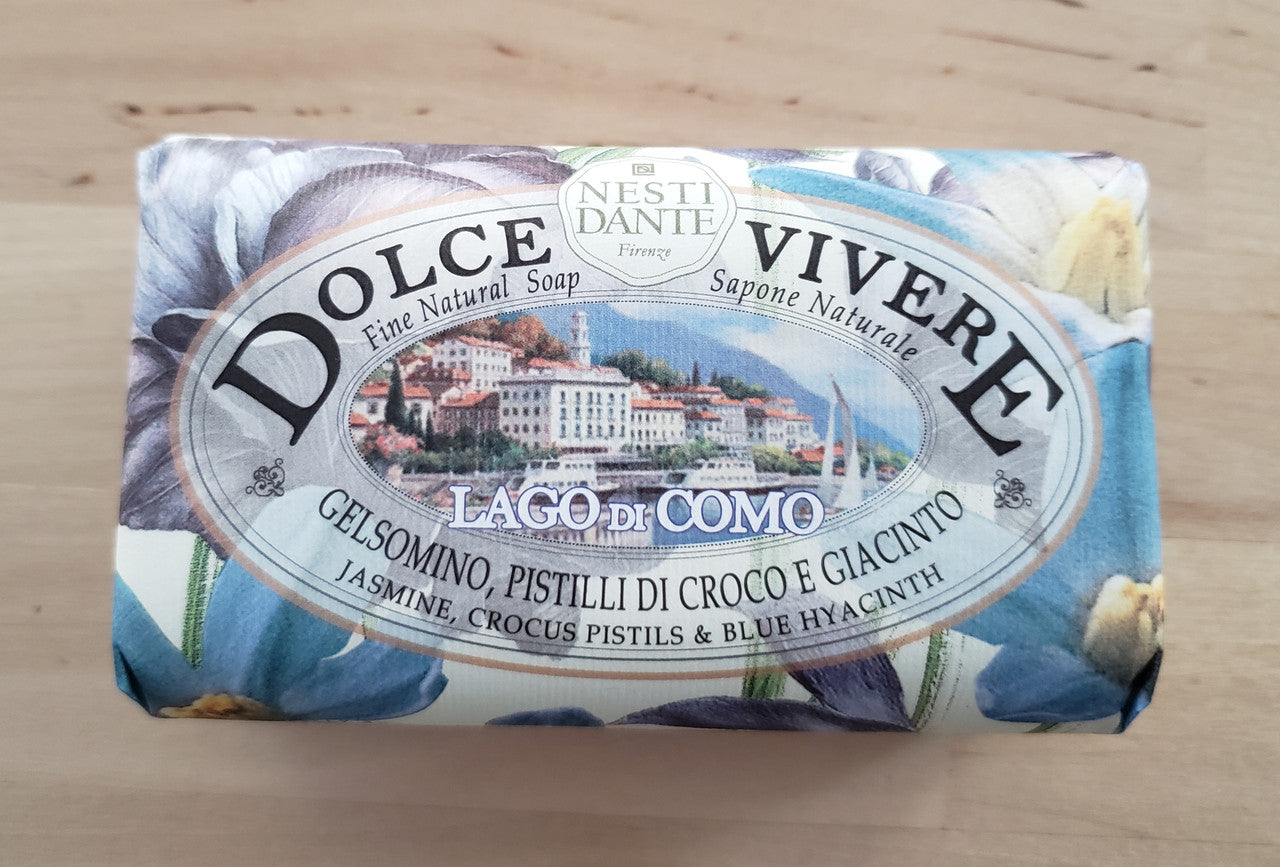 NESTI
DANTE
Firenze
DOLCE VIVERE
Fine Natural Soap
Sapone Naturale
LAGO DI COMO
GELSOMINO, PISTILLI DI CROCO E GIACINTO
JASMINE, CROCUS PISTILS & BLUE HYACINTH